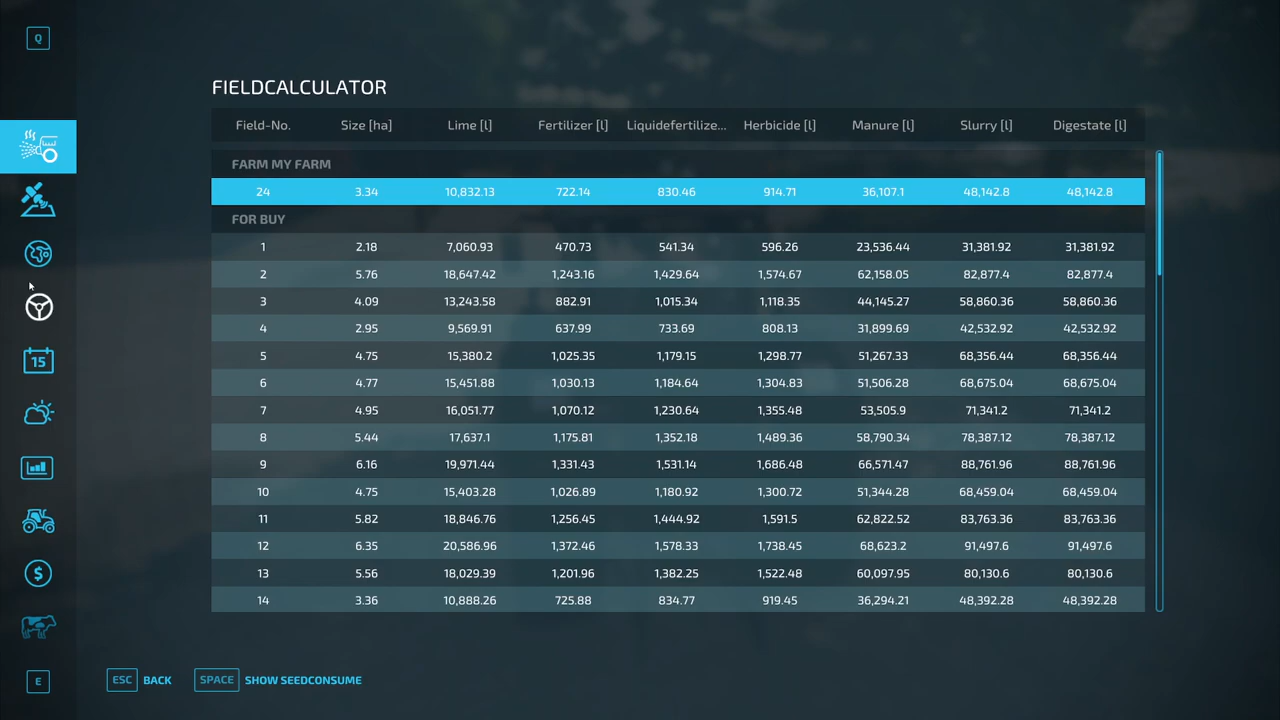 Q
FIELDCALCULATOR
Field-No. Size [ha] Lime [l] Fertilizer [l] Liquidefertilize... Herbicide [l] Manure [l] Slurry [l] Digestate [l]
FARM MY FARM
24 3.34 10,832.13 722.14 830.46 914.71 36,107.1 48,142.8 48,142.8
FOR BUY
1 2.18 7,060.93 470.73 541.34 596.26 23,536.44 31,381.92 31,381.92
2 5.76 18,647.42 1,243.16 1,429.64 1,574.67 62,158.05 82,877.4 82,877.4
3 4.09 13,243.58 882.91 1,015.34 1,118.35 44,145.27 58,860.36 58,860.36
4 2.95 9,569.91 637.99 733.69 808.13 31,899.69 42,532.92 42,532.92
5 4.75 15,380.2 1,025.35 1,179.15 1,298.77 51,267.33 68,356.44 68,356.44
6 4.77 15,451.88 1,030.13 1,184.64 1,304.83 51,506.28 68,675.04 68,675.04
7 4.95 16,051.77 1,070.12 1,230.64 1,355.48 53,505.9 71,341.2 71,341.2
8 5.44 17,637.1 1,175.81 1,352.18 1,489.36 58,790.34 78,387.12 78,387.12
9 6.16 19,971.44 1,331.43 1,531.14 1,686.48 66,571.47 88,761.96 88,761.96
10 4.75 15,403.28 1,026.89 1,180.92 1,300.72 51,344.28 68,459.04 68,459.04
11 5.82 18,846.76 1,256.45 1,444.92 1,591.5 62,822.52 83,763.36 83,763.36
12 6.35 20,586.96 1,372.46 1,578.33 1,738.45 68,623.2 91,497.6 91,497.6
13 5.56 18,029.39 1,201.96 1,382.25 1,522.48 60,097.95 80,130.6 80,130.6
14 3.36 10,888.26 725.88 834.77 919.45 36,294.21 48,392.28 48,392.28
15
$
E
ESC BACK SPACE SHOW SEEDCONSUME